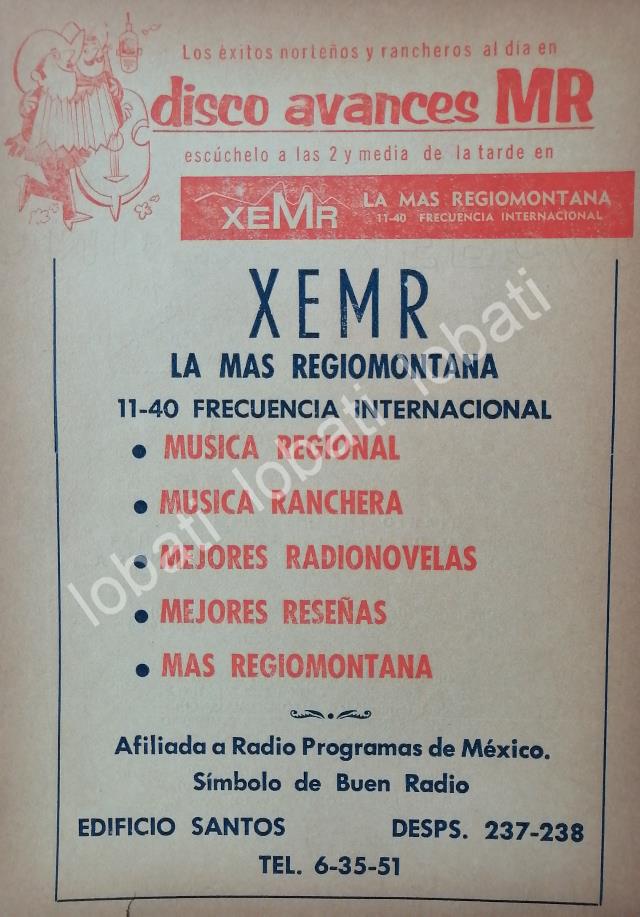 Los éxitos norteños y rancheros al día en
disco avances MR
escúchelo a las 2 y media de la tarde en
XEMR
LA MAS REGIOMONTANA
11-40 FRECUENCIA INTERNACIONAL
XEMR
LA MAS REGIOMONTANA
11-40 FRECUENCIA INTERNACIONAL
• MUSICA REGIONAL
• MUSICA RANCHERA
• MEJORES RADIONOVELAS
• MEJORES RESEÑAS
• MAS REGIOMONTANA
Afiliada a Radio Programas de México.
Símbolo de Buen Radio
EDIFICIO SANTOS DESPS. 237-238
TEL. 6-35-51
lobati lobati lobati lobati